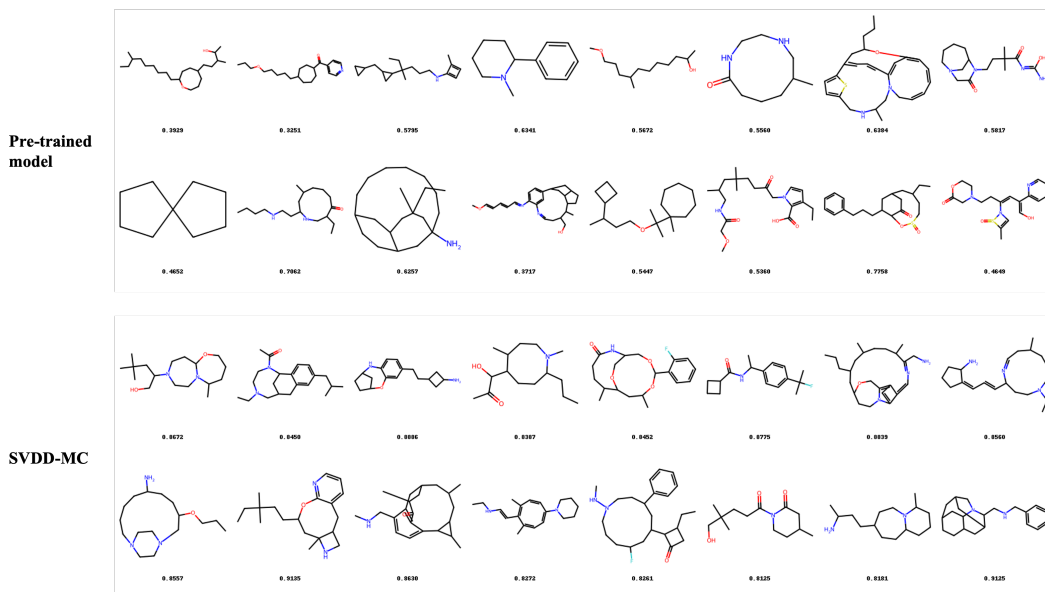 Pre-trained model
0.3929 0.3251 0.5795 0.6341 0.5672 0.5560 0.6384 0.5817
0.4652 0.7062 0.6257 0.3717 0.5447 0.5360 0.7758 0.4649
SVDD-MC
0.8672 0.8450 0.8886 0.8387 0.8452 0.8775 0.8839 0.8560
0.8557 0.9135 0.8630 0.8272 0.8261 0.8125 0.8181 0.9125